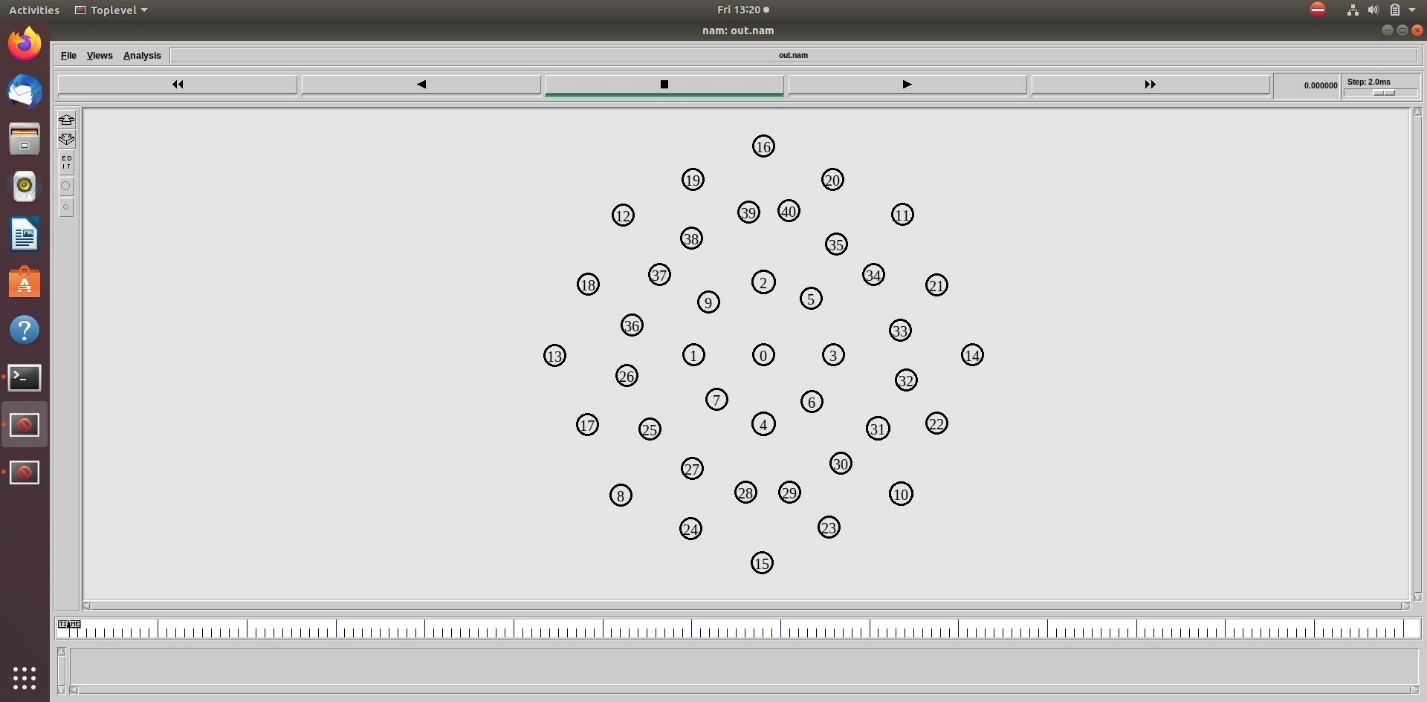 Activities Toplevel Fri 13:20
nam: out.nam
File Views Analysis out.nam
0.000000 Step: 2.0ms
ED
IT
16
19 20
12 39 40 11
38 35
37 34
18 2 21
9 5
36 33
13 1 0 3 14
26 32
7 6
17 25 4 31 22
27 30
8 28 29 10
24 23
15